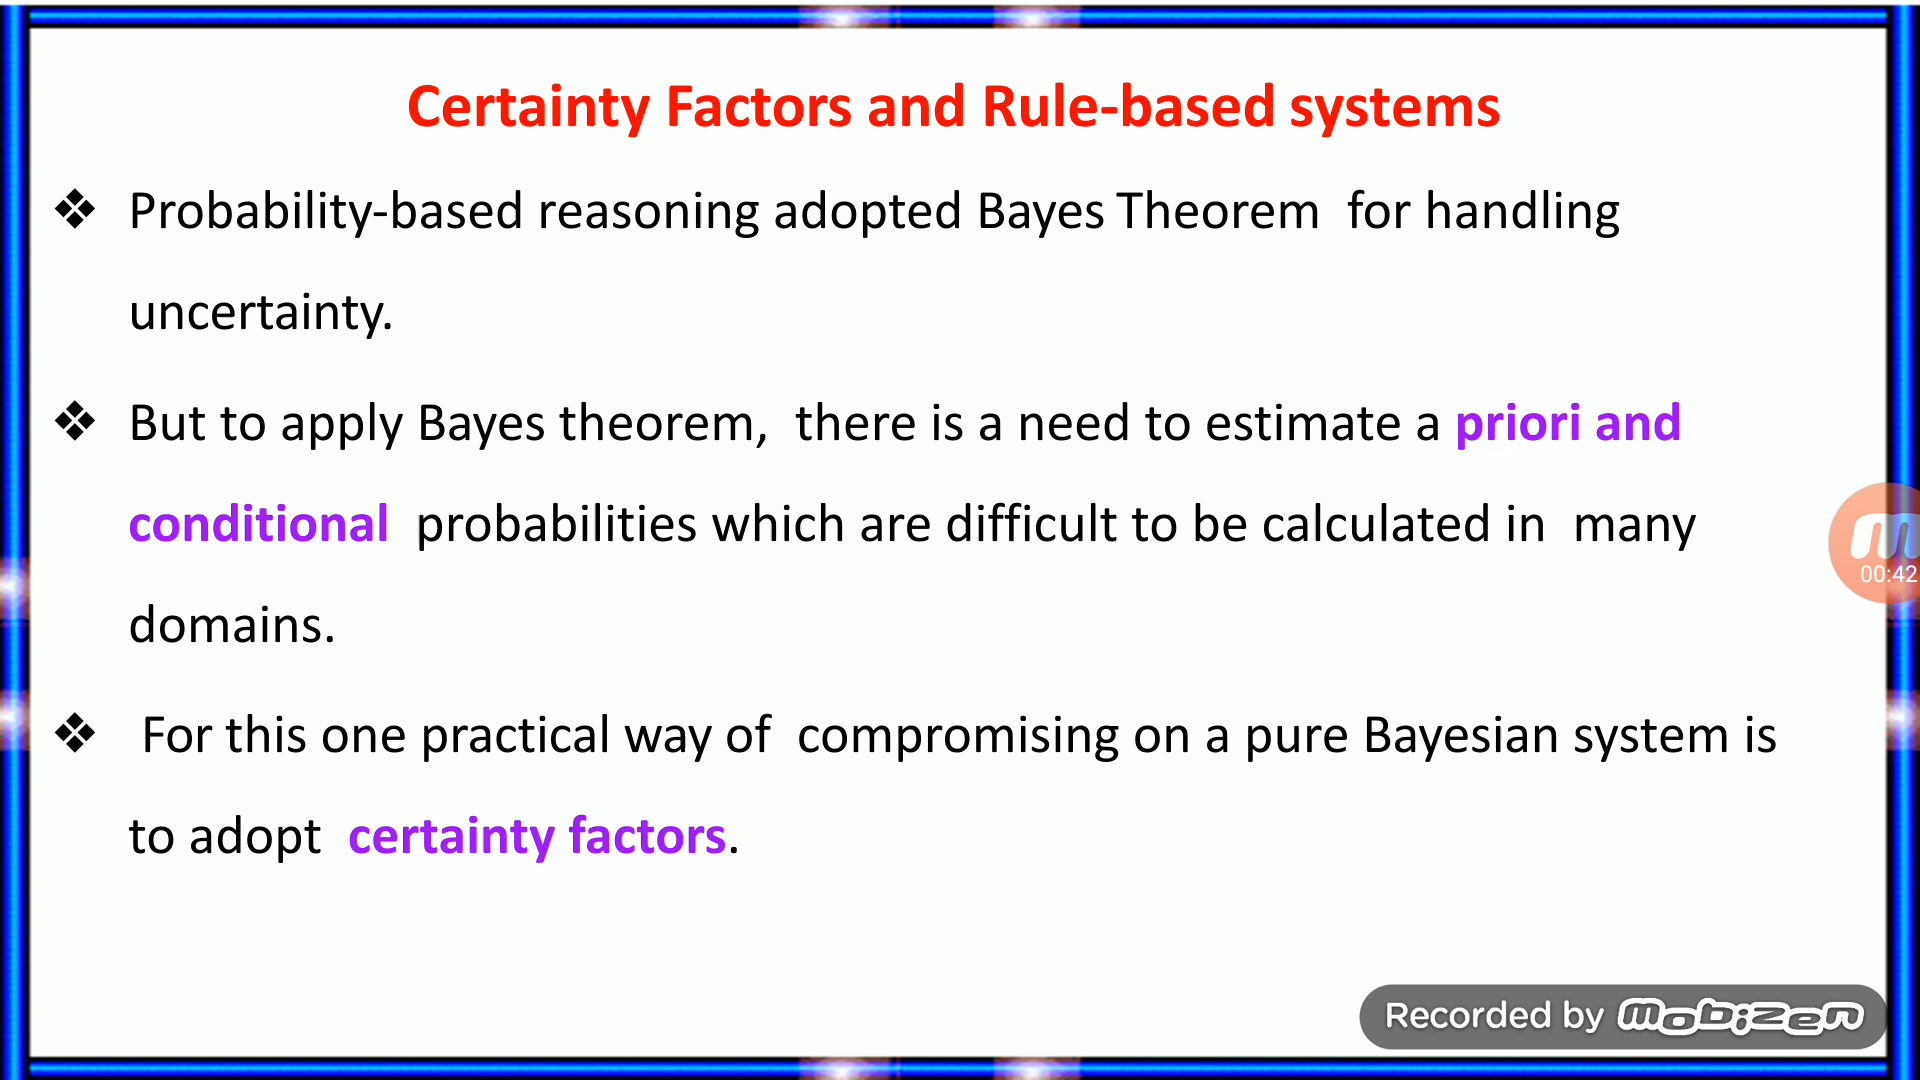 Certainty Factors and Rule-based systems
❖ Probability-based reasoning adopted Bayes Theorem for handling
uncertainty.
❖ But to apply Bayes theorem, there is a need to estimate a priori and
conditional probabilities which are difficult to be calculated in many
domains.
❖ For this one practical way of compromising on a pure Bayesian system is
to adopt certainty factors.
00:42
Recorded by mobizen